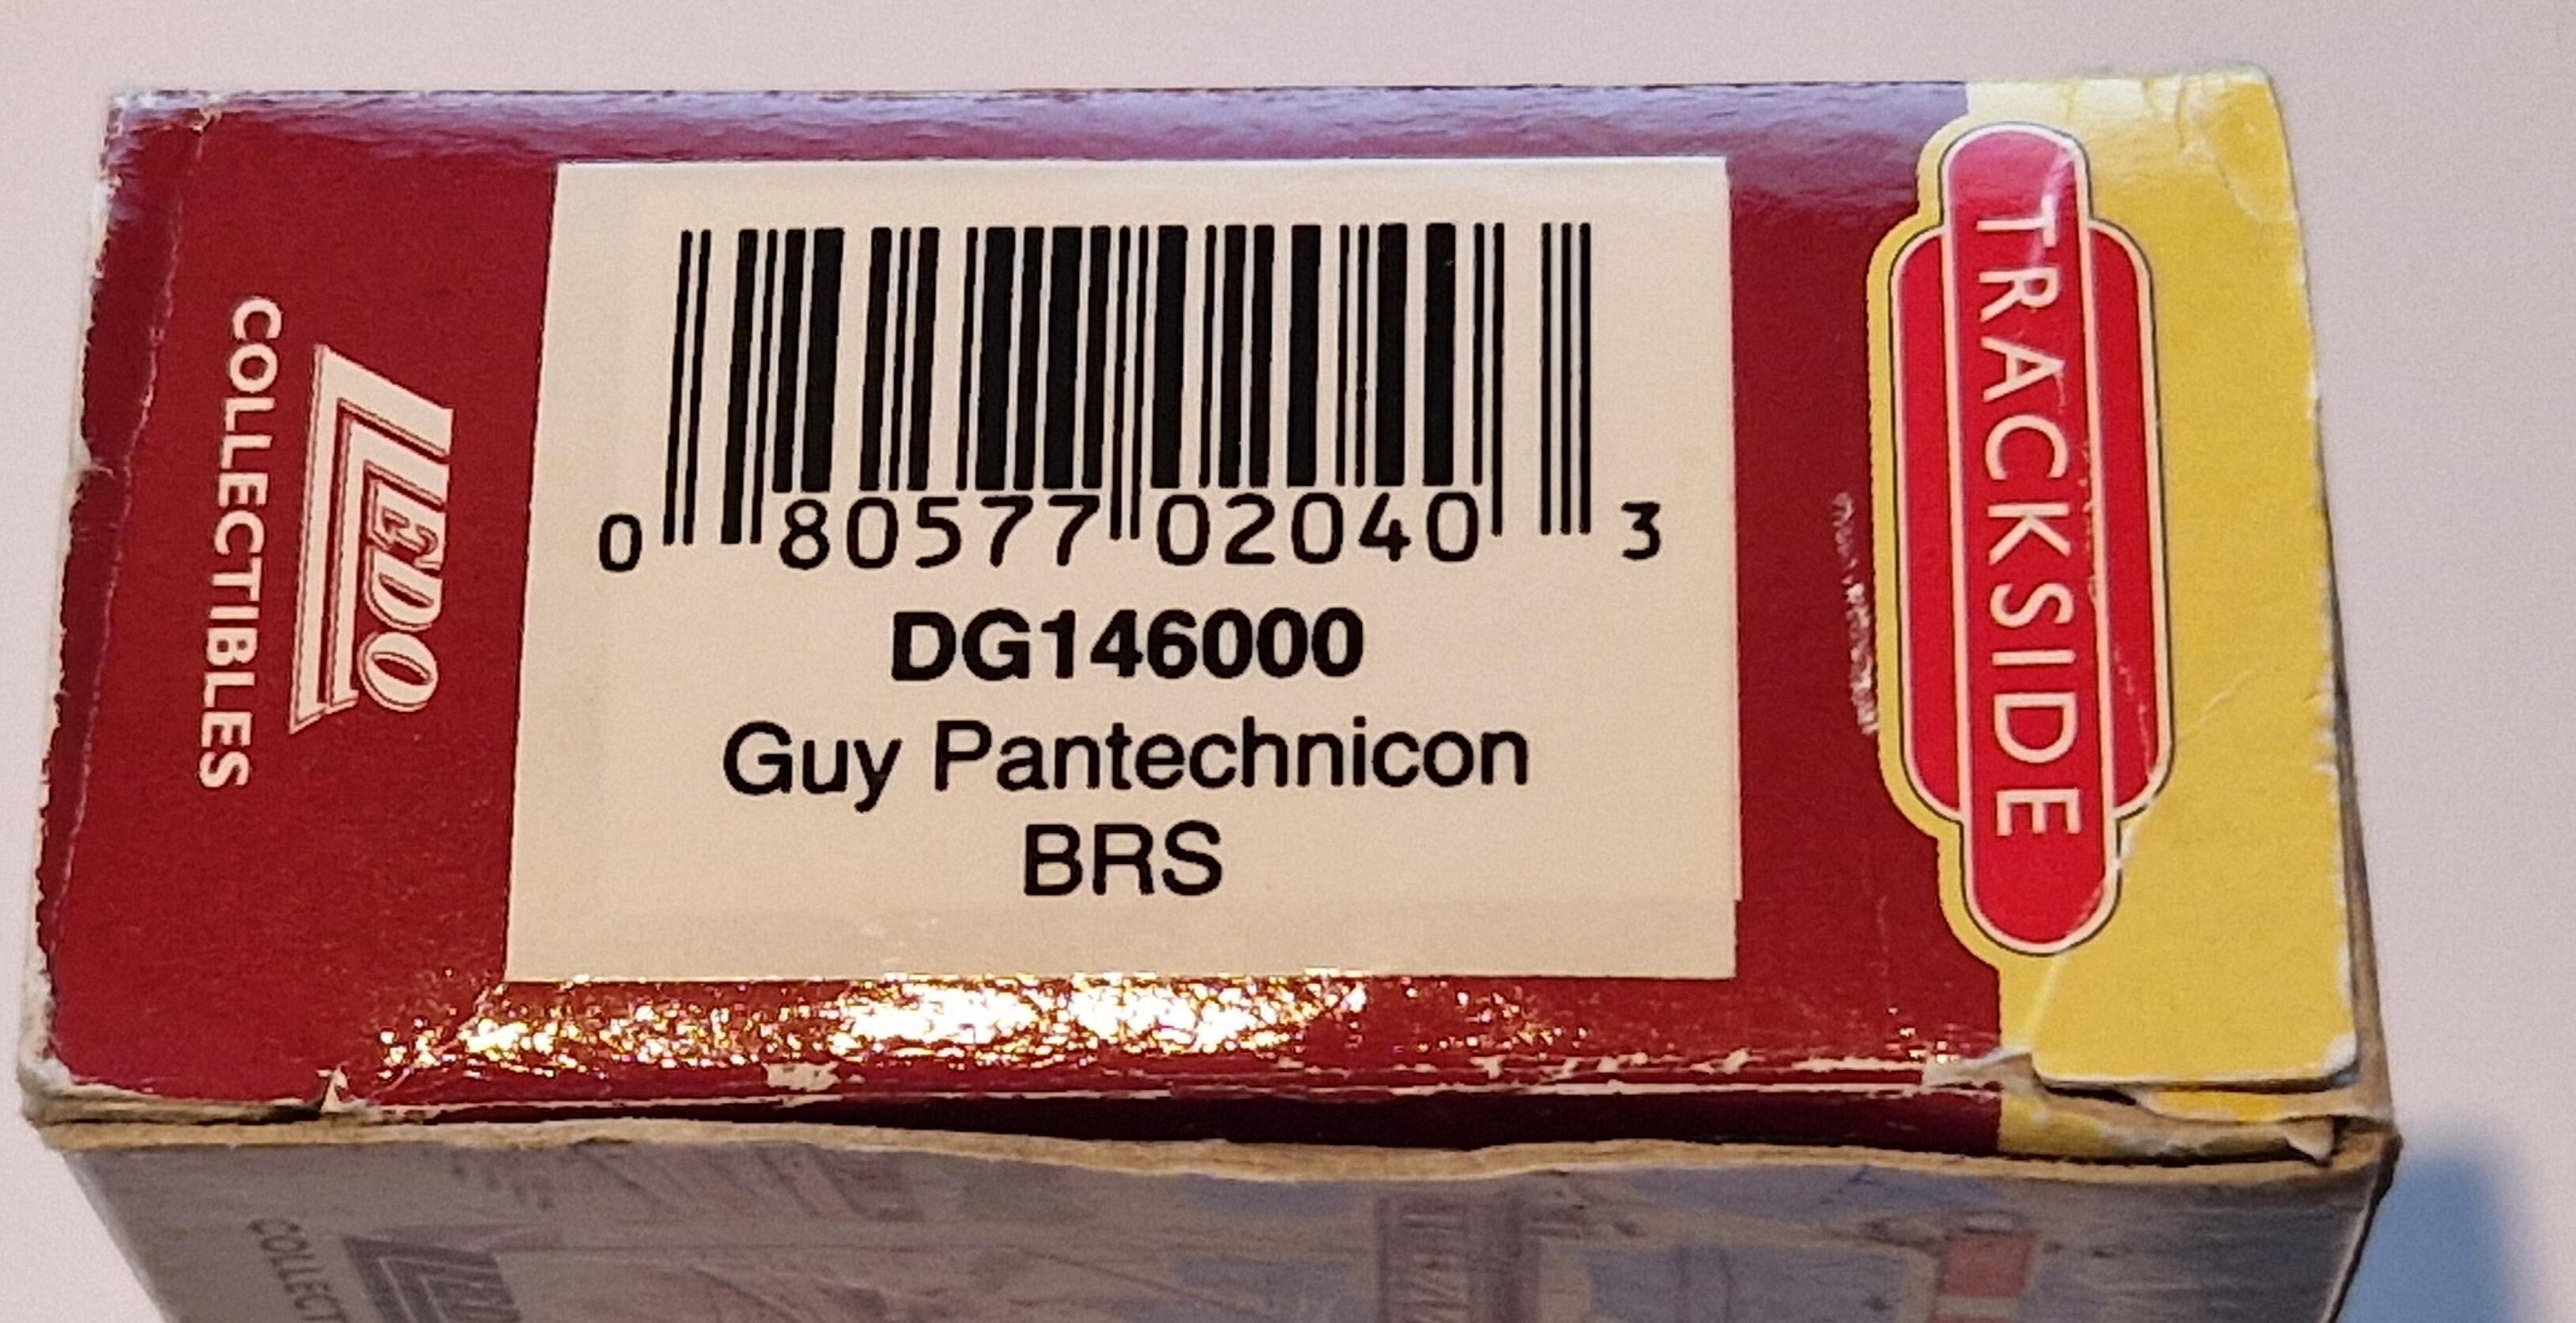 LLEDO
COLLECTIBLES
0 80577 02040 3
DG146000
Guy Pantechnicon
BRS
TRACKSIDE